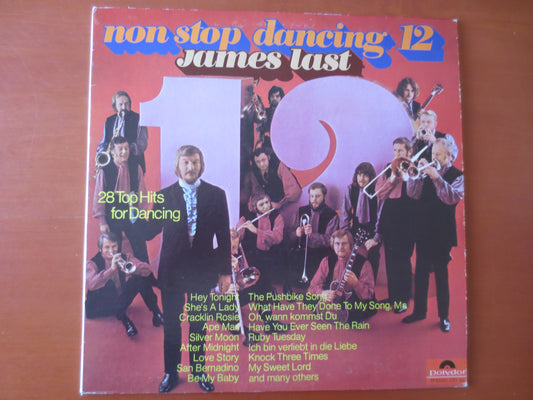 non stop dancing 12
James last
12
28 Top Hits
for Dancing
Hey Tonight
She's A Lady
Cracklin Rosie
Ape Man
Silver Moon
After Midnight
Love Story
San Bernadino
Be My Baby
The Pushbike Song
What Have They Done To My Song, Ma
Oh, wann kommst Du
Have You Ever Seen The Rain
Ruby Tuesday
Ich bin verliebt in die Liebe
Knock Three Times
My Sweet Lord
and many others
Polydor